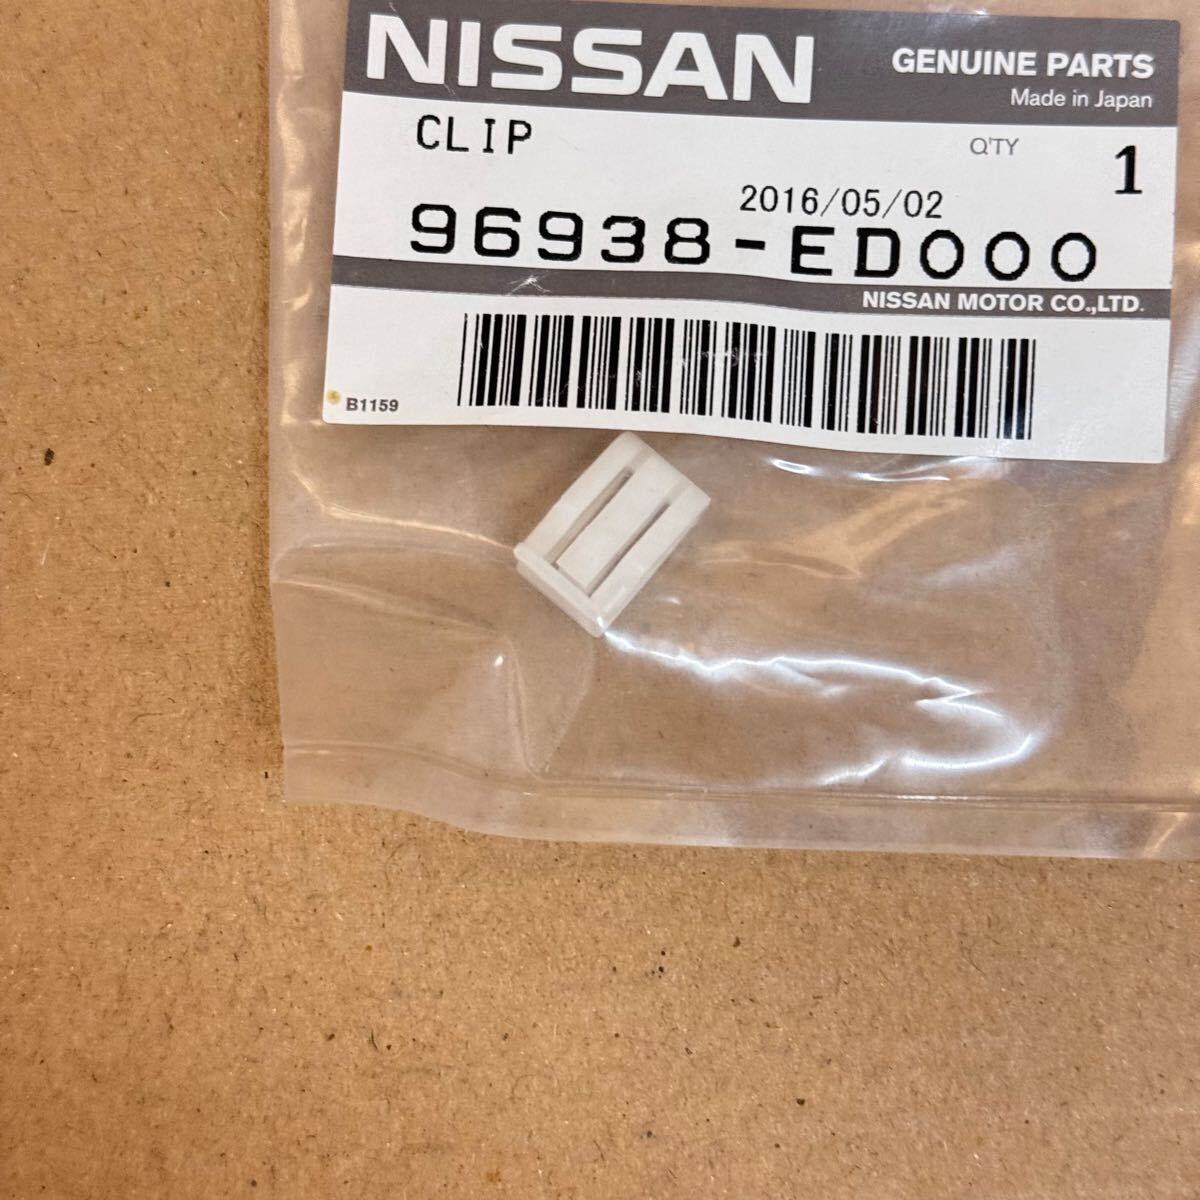 NISSAN
GENUINE PARTS
Made in Japan
CLIP
Q'TY
1
2016/05/02
96938-ED000
NISSAN MOTOR CO.,LTD.
B1159